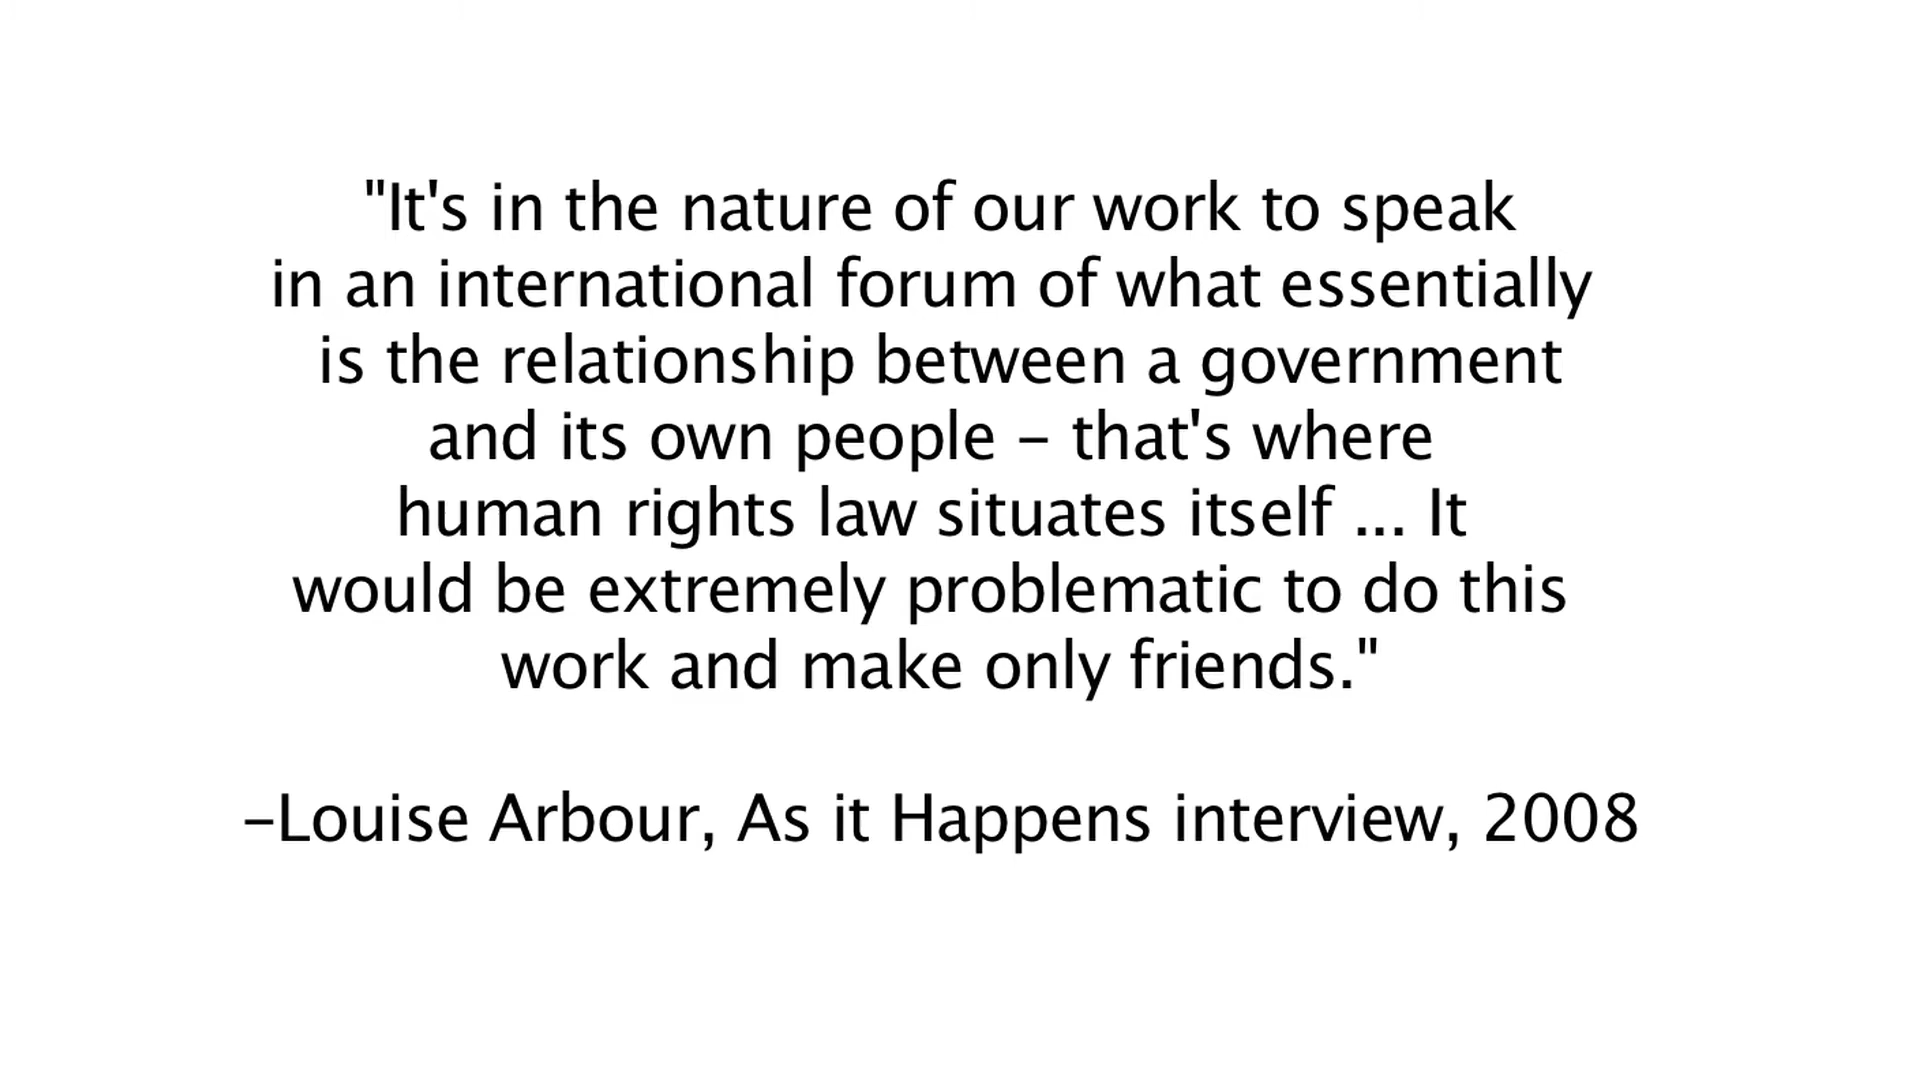 "It's in the nature of our work to speak
in an international forum of what essentially
is the relationship between a government
and its own people – that's where
human rights law situates itself ... It
would be extremely problematic to do this
work and make only friends."
–Louise Arbour, As it Happens interview, 2008